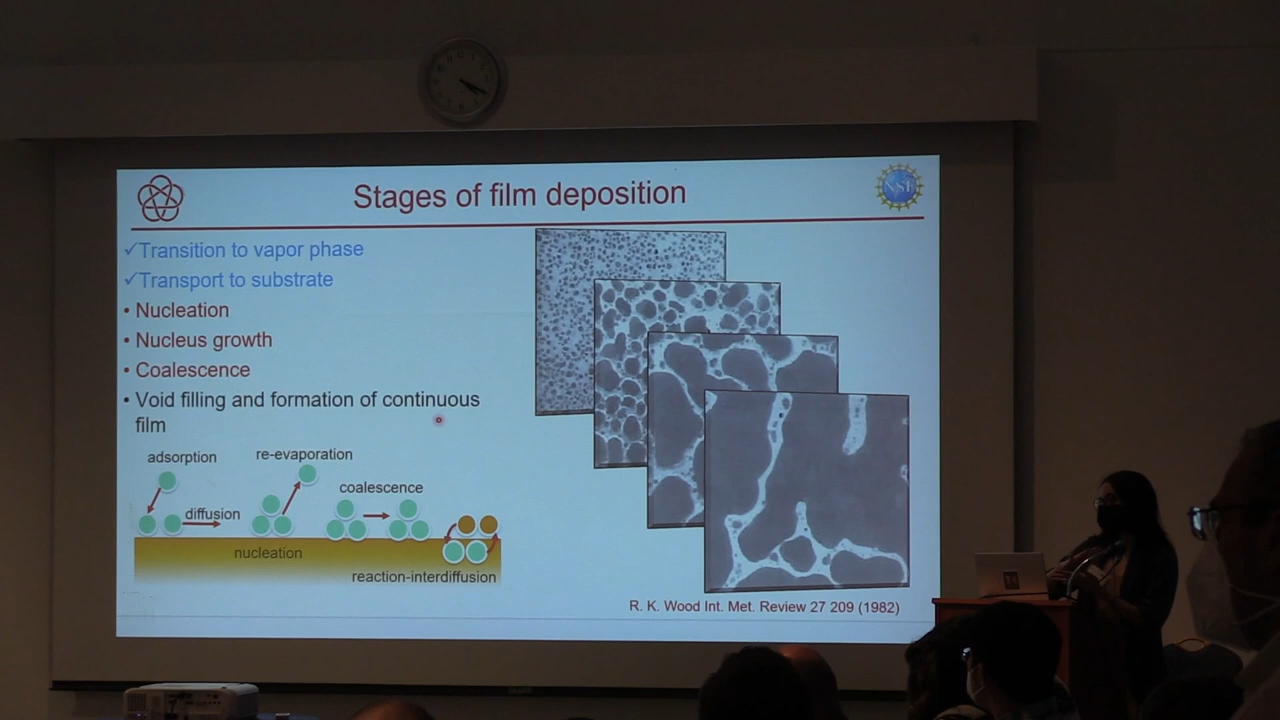 Stages of film deposition
NSF
✓Transition to vapor phase
✓Transport to substrate
• Nucleation
• Nucleus growth
• Coalescence
• Void filling and formation of continuous
film
adsorption
re-evaporation
coalescence
diffusion
nucleation
reaction-interdiffusion
R. K. Wood Int. Met. Review 27 209 (1982)